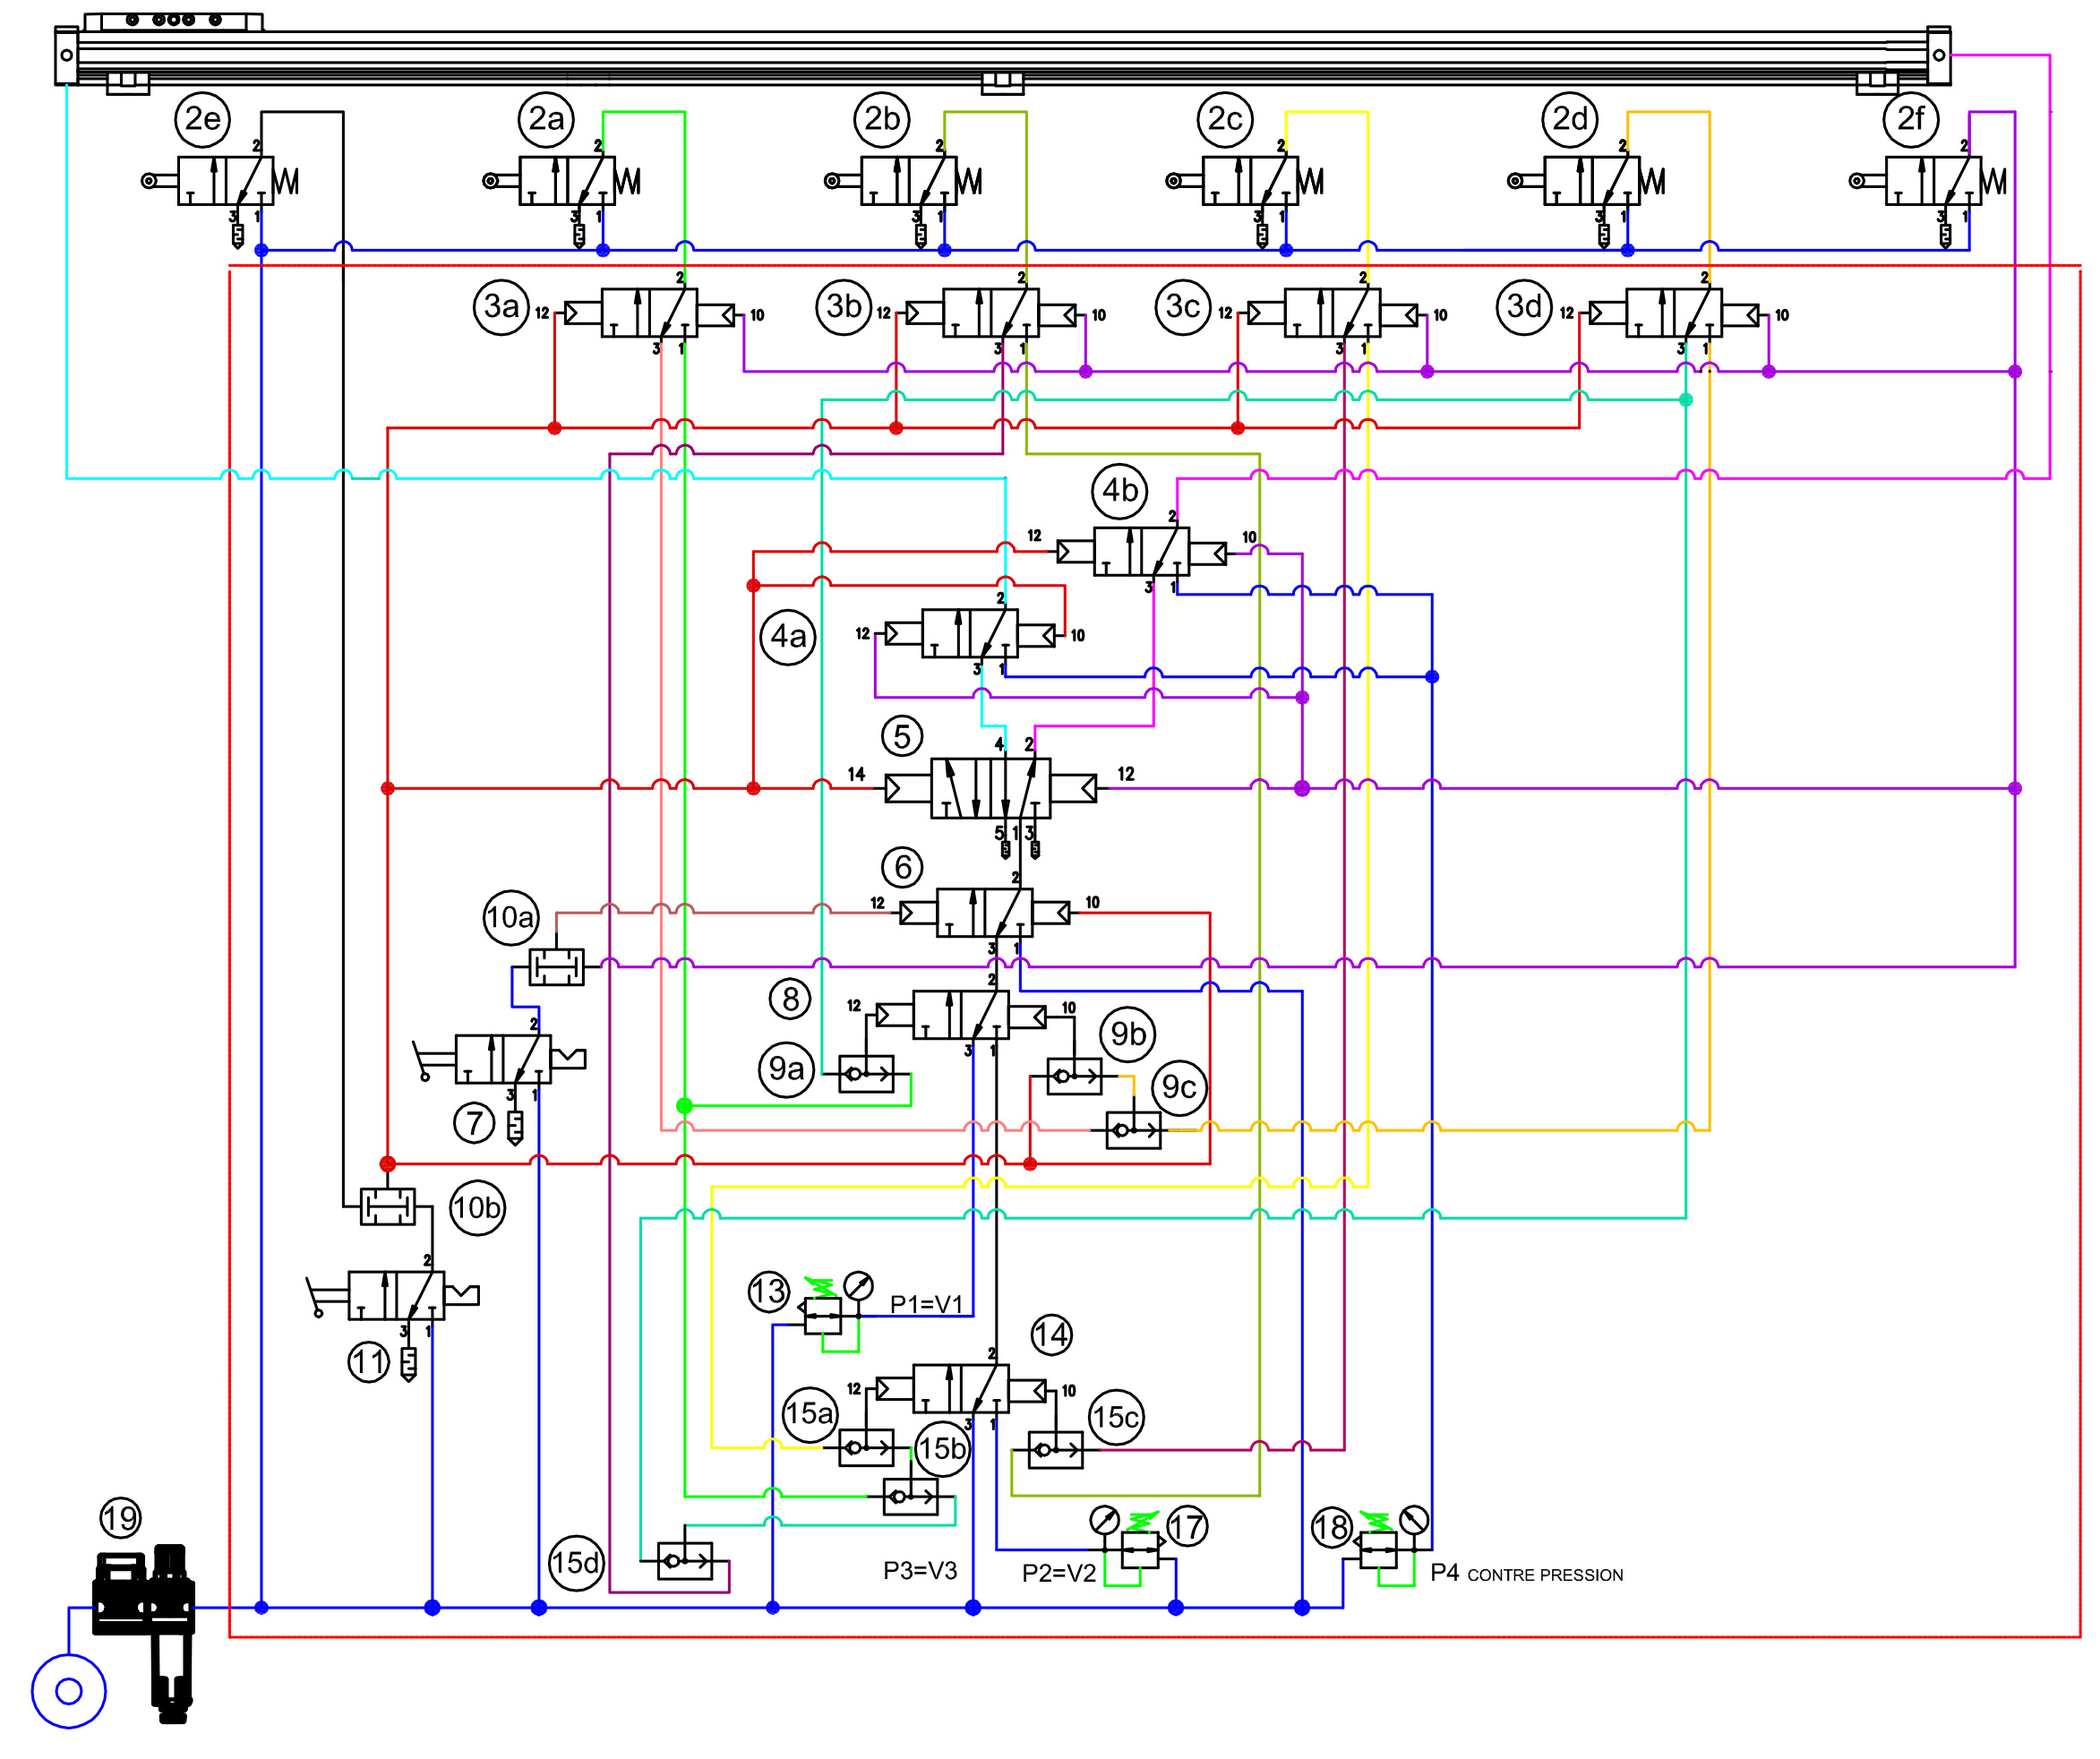 2e 2a 2b 2c 2d 2f
2 2 2 2 2 2
3 1 3 1 3 1 3 1 3 1 3 1
2 2 2 2
3a 12 10 3b 12 10 3c 12 10 3d 12 10
3 1 3 1 3 1 3 1
4b
2
12 10
3 1
2
4a 12 10
3 1
5
4 2
14 12
5 1 3
6
2
10a 12 10
3 1
8
2
12 10
2
9b
3 1
9a
9c
3 1
7
10b
2
13
P1=V1
3 1
14
11
2
12 10
15a 15c
3 1
15b
19
17 18
15d
P3=V3 P2=V2 P4 CONTRE PRESSION